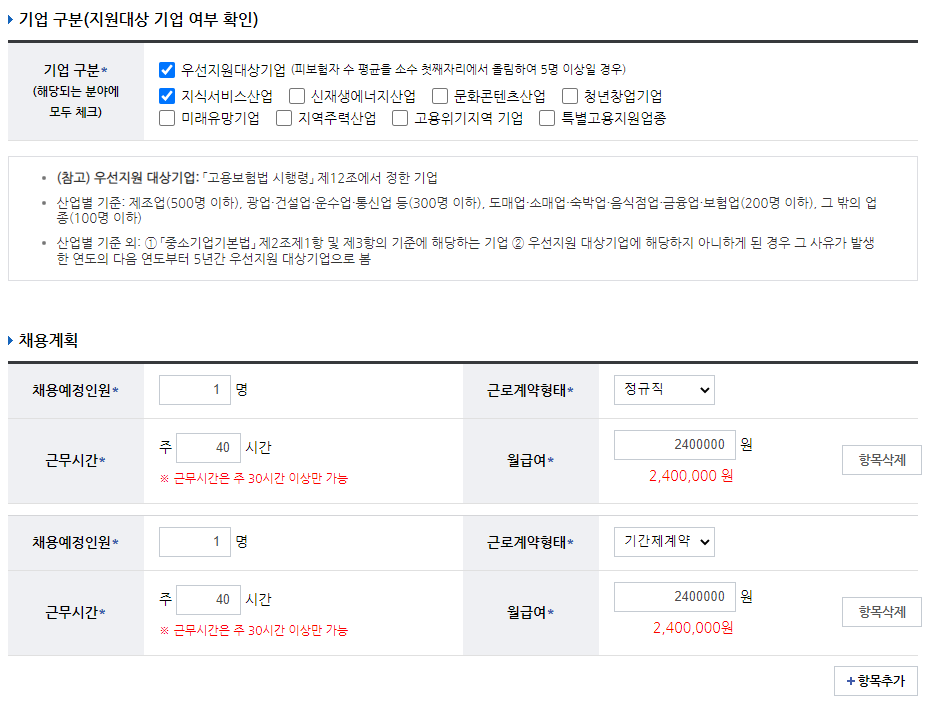 기업 구분(지원대상 기업 여부 확인)
기업 구분*
(해당되는 분야에
모두 체크)
우선지원대상기업 (피보험자 수 평균을 소수 첫째자리에서 올림하여 5명 이상일 경우)
지식서비스산업 신재생에너지산업 문화콘텐츠산업 청년창업기업
미래유망기업 지역주력산업 고용위기지역 기업 특별고용지원업종
• (참고) 우선지원 대상기업: 「고용보험법 시행령」 제12조에서 정한 기업
• 산업별 기준: 제조업(500명 이하), 광업·건설업·운수업·통신업 등(300명 이하), 도매업·소매업·숙박업·음식점업·금융업·보험업(200명 이하), 그 밖의 업
종(100명 이하)
• 산업별 기준 외: ① 「중소기업기본법」 제2조제1항 및 제3항의 기준에 해당하는 기업 ② 우선지원 대상기업에 해당하지 아니하게 된 경우 그 사유가 발생
한 연도의 다음 연도부터 5년간 우선지원 대상기업으로 봄
채용계획
채용예정인원* 1 명 근로계약형태* 정규직
근무시간* 주 40 시간 월급여* 2400000 원
※ 근무시간은 주 30시간 이상만 가능 2,400,000 원 항목삭제
채용예정인원* 1 명 근로계약형태* 기간제계약
근무시간* 주 40 시간 월급여* 2400000 원
※ 근무시간은 주 30시간 이상만 가능 2,400,000원 항목삭제
+항목추가